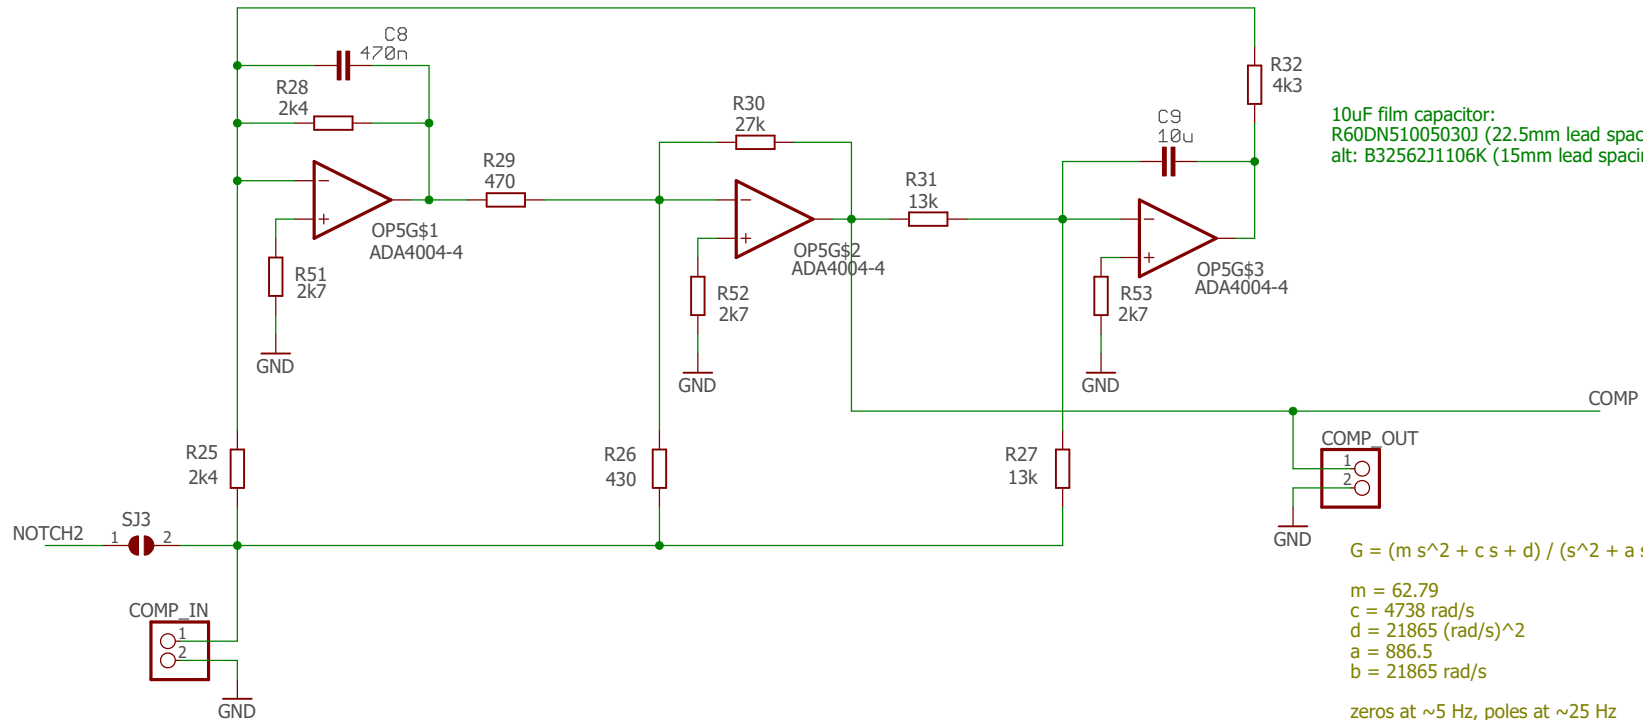 C8
470n
R28
2k4
R30
27k
R32
4k3
C9
10u
10uF film capacitor:
R60DN51005030J (22.5mm lead spac
alt: B32562J1106K (15mm lead spacin
R29
470
R31
13k
−
+
OP5G$1
ADA4004-4
−
+
OP5G$2
ADA4004-4
−
+
OP5G$3
ADA4004-4
R51
2k7
R52
2k7
R53
2k7
GND
GND
GND
COMP
R25
2k4
R26
430
R27
13k
COMP_OUT
1
2
GND
NOTCH2
SJ3
1 2
COMP_IN
1
2
GND
G = (m s^2 + c s + d) / (s^2 + a s
m = 62.79
c = 4738 rad/s
d = 21865 (rad/s)^2
a = 886.5
b = 21865 rad/s
zeros at ~5 Hz, poles at ~25 Hz